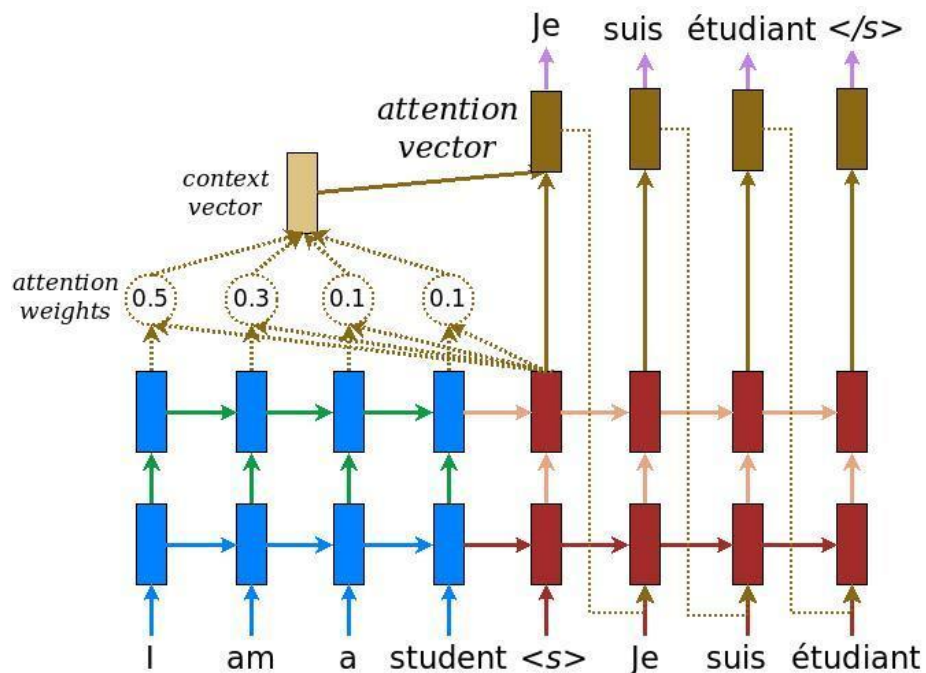 Je suis étudiant </s>
attention
vector
context
vector
attention
weights
0.5 0.3 0.1 0.1
I am a student <s> Je suis étudiant